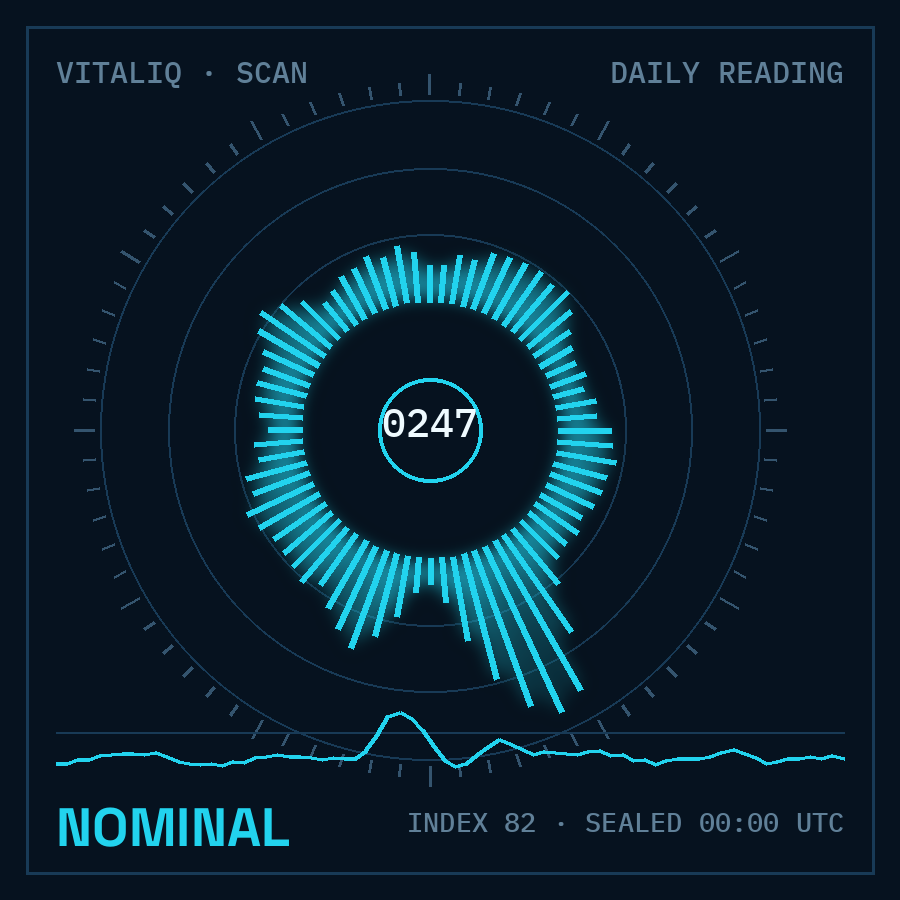 VITALIQ · SCAN
DAILY READING
0247
NOMINAL
INDEX 82 · SEALED 00:00 UTC